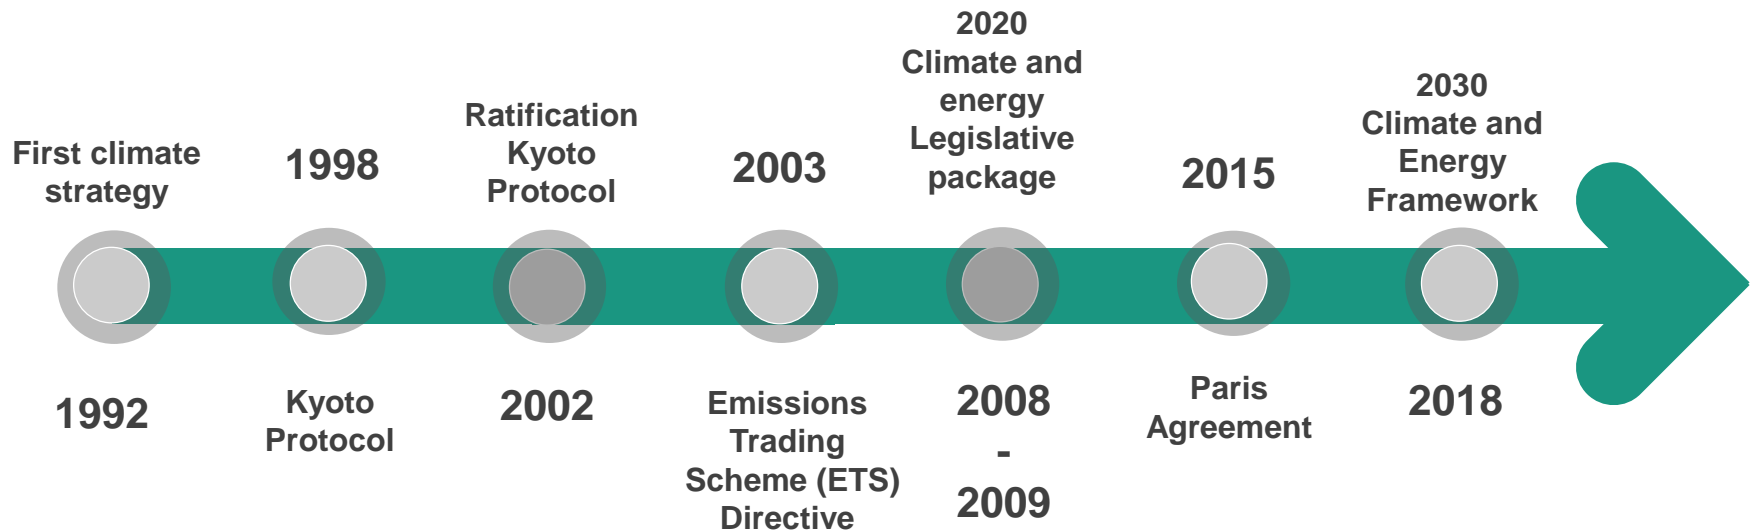 First climate
strategy
1992
1998
Kyoto
Protocol
Ratification
Kyoto
Protocol
2002
2003
Emissions
Trading
Scheme (ETS)
Directive
2020
Climate and
energy
Legislative
package
2008
-
2009
2015
Paris
Agreement
2030
Climate and
Energy
Framework
2018